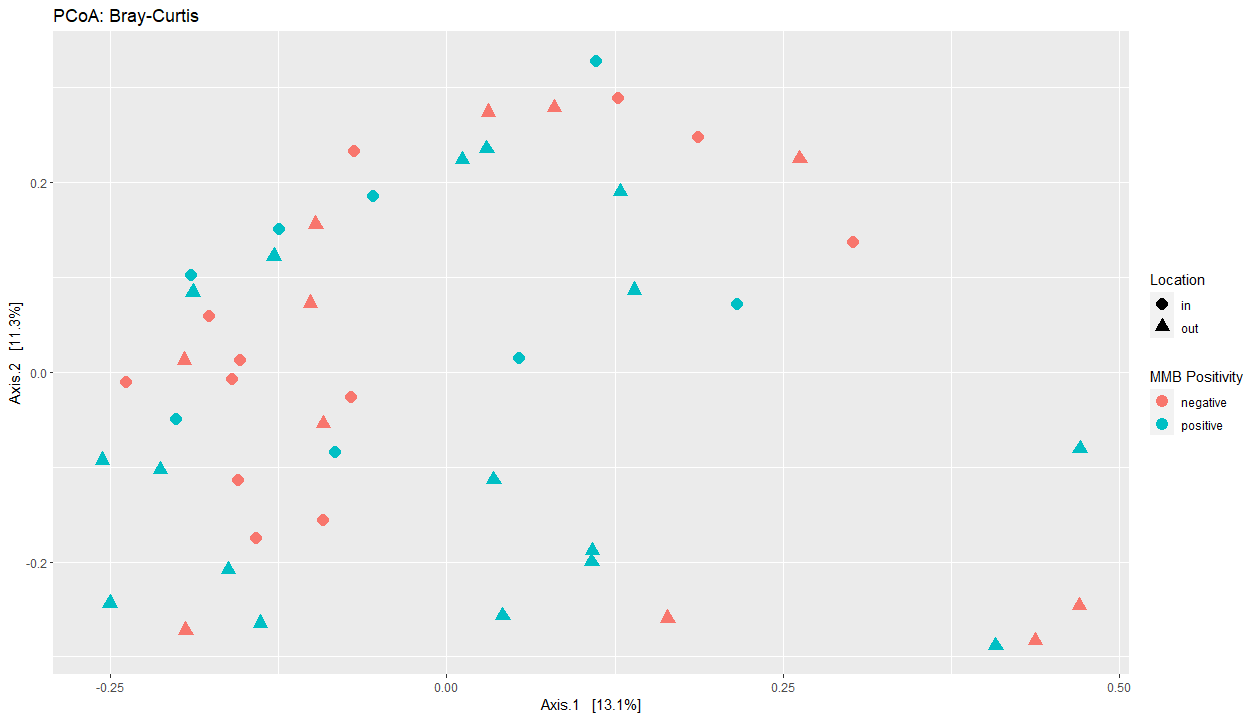 PCoA: Bray-Curtis
Axis.2 [11.3%]
0.2
0.0
-0.2
-0.25
0.00
0.25
0.50
Axis.1 [13.1%]
Location
in
out
MMB Positivity
negative
positive